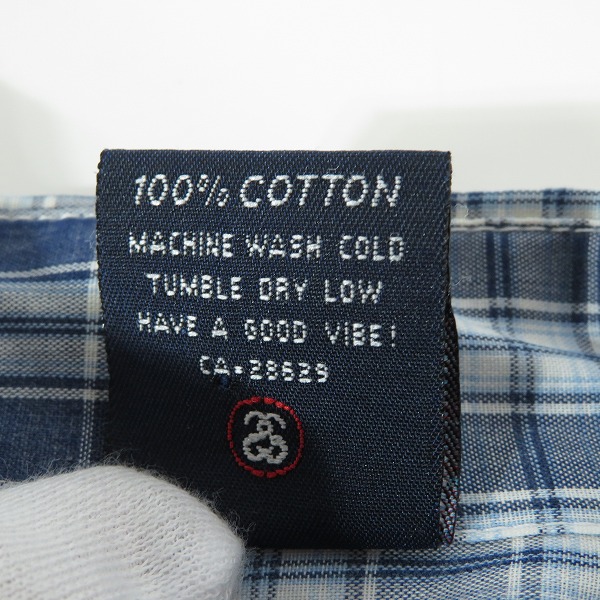 100% COTTON
MACHINE WASH COLD
TUMBLE DRY LOW
HAVE A GOOD VIBE!
CA•28629